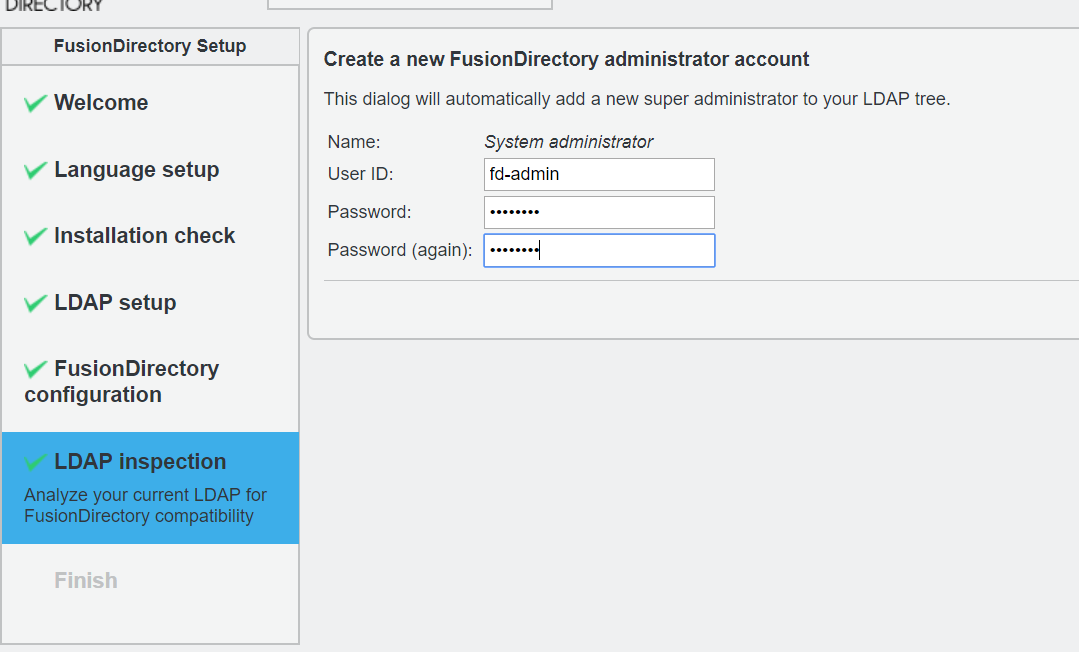 DIRECTORY
FusionDirectory Setup
Welcome
Language setup
Installation check
LDAP setup
FusionDirectory
configuration
LDAP inspection
Analyze your current LDAP for
FusionDirectory compatibility
Finish
Create a new FusionDirectory administrator account
This dialog will automatically add a new super administrator to your LDAP tree.
Name: System administrator
User ID: fd-admin
Password: ••••••••
Password (again): ••••••••